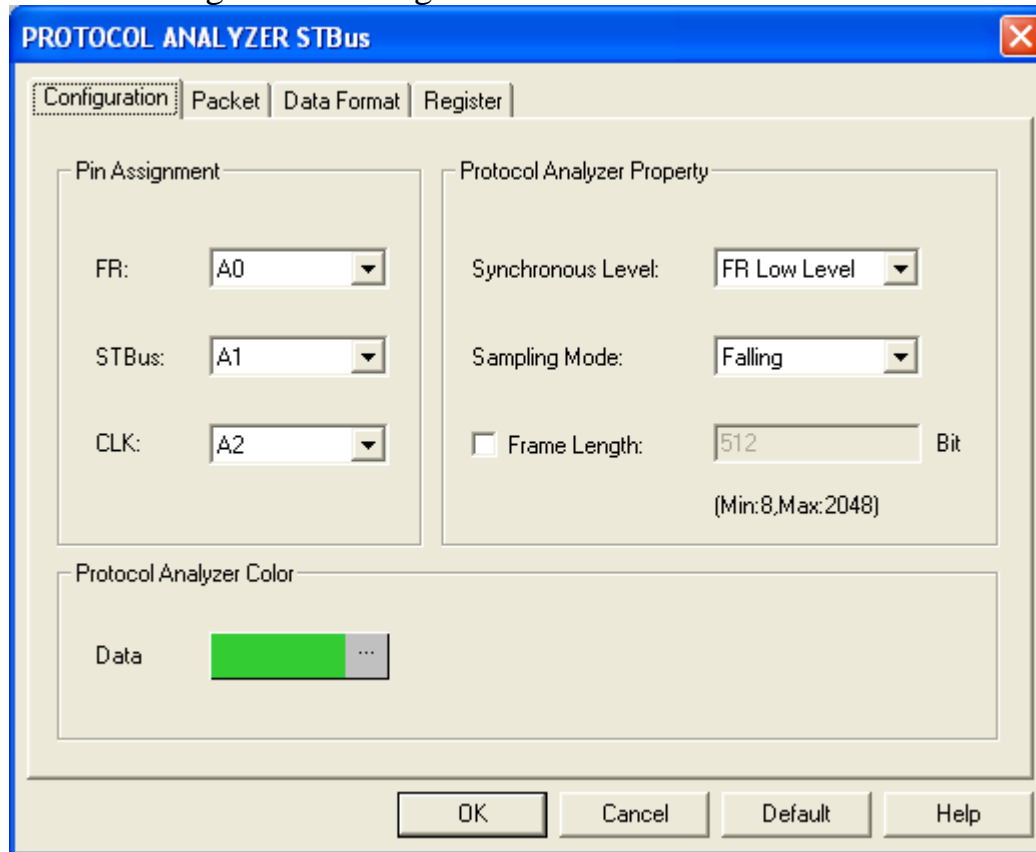 PROTOCOL ANALYZER STBus
Configuration Packet Data Format Register
Pin Assignment
FR: A0
STBus: A1
CLK: A2
Protocol Analyzer Property
Synchronous Level: FR Low Level
Sampling Mode: Falling
Frame Length: 512 Bit
(Min:8,Max:2048)
Protocol Analyzer Color
Data ...
OK Cancel Default Help